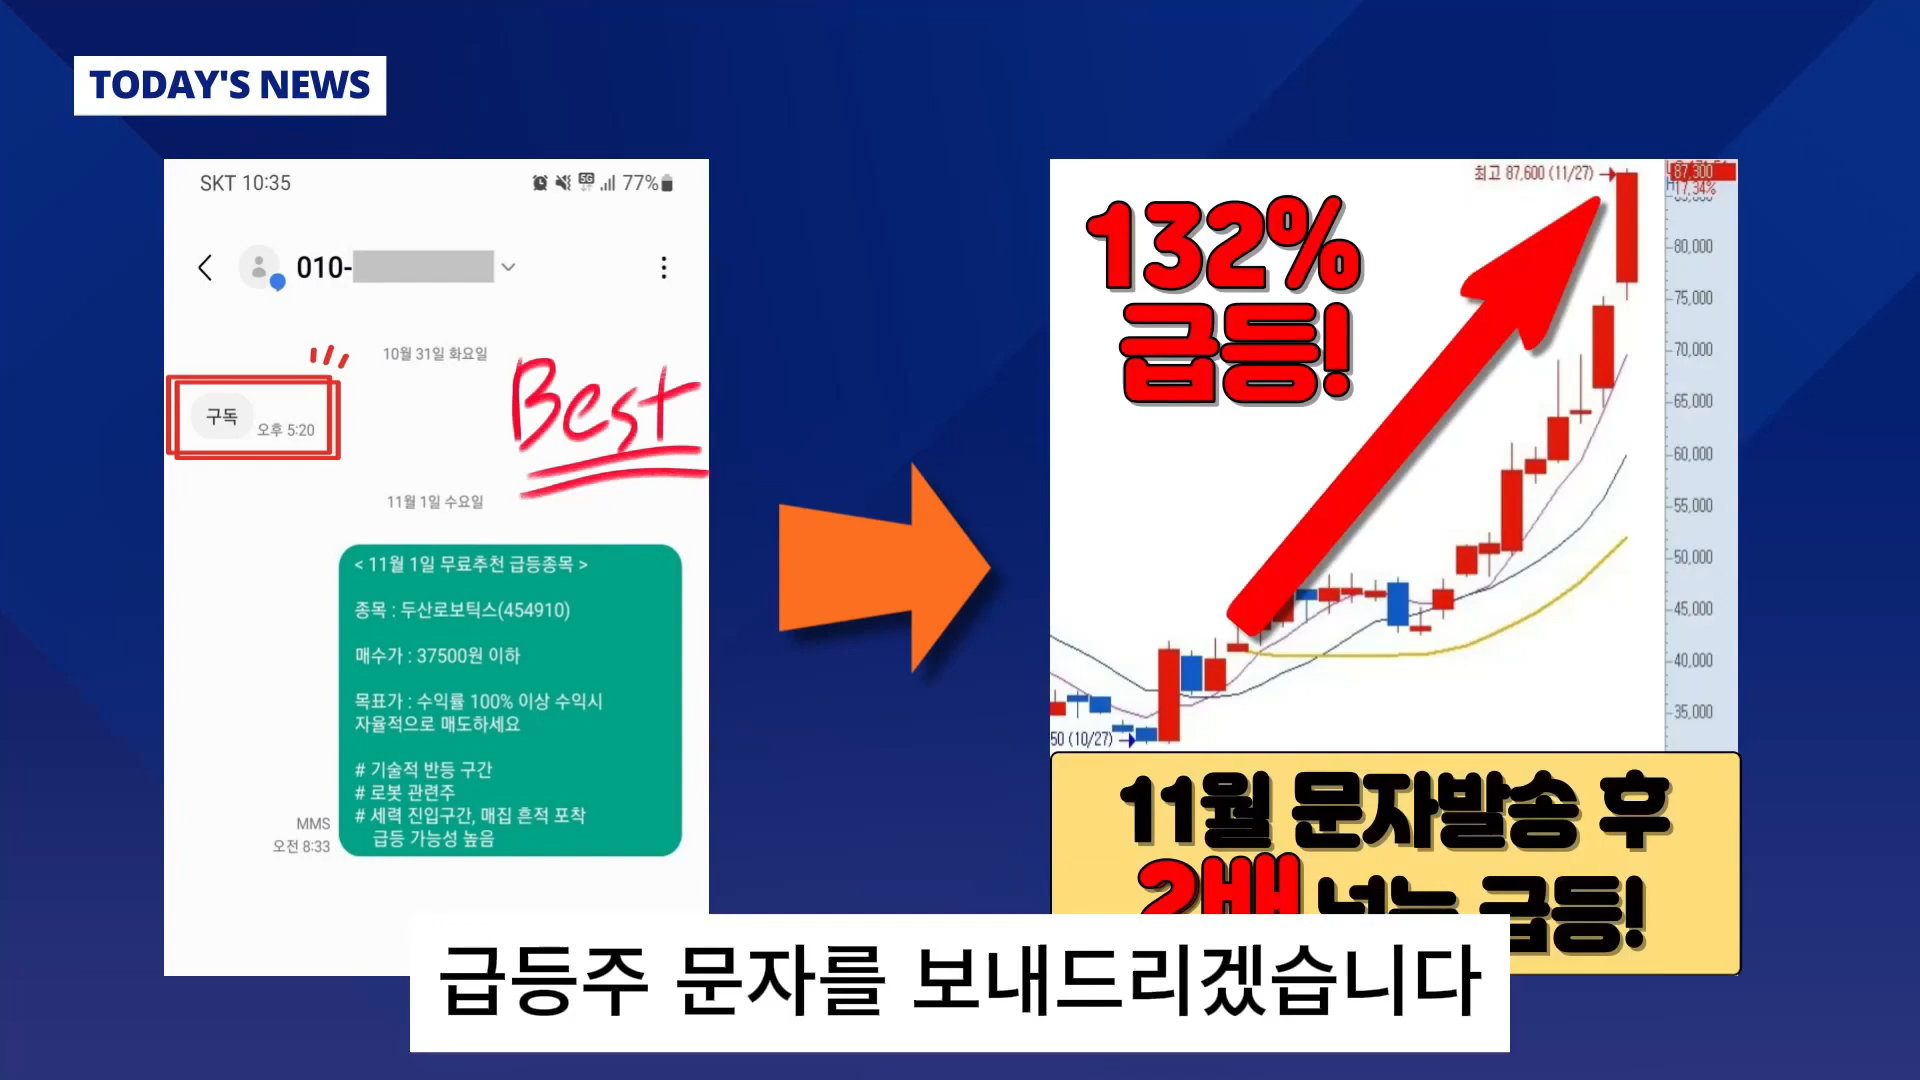 TODAY'S NEWS
SKT 10:35
5G
77%
010-
10월 31일 화요일
구독
오후 5:20
Best
11월 1일 수요일
< 11월 1일 무료추천 급등종목 >
종목 : 두산로보틱스(454910)
매수가 : 37500원 이하
목표가 : 수익률 100% 이상 수익시
자율적으로 매도하세요
# 기술적 반등 구간
# 로봇 관련주
# 세력 진입구간, 매집 흔적 포착
급등 가능성 높음
MMS
오전 8:33
132%
급등!
최고 87,600 (11/27)
87,300
17,34%
80,000
75,000
70,000
65,000
60,000
55,000
50,000
45,000
40,000
35,000
50 (10/27)
11월 문자발송 후
2배 넘는 급등!
급등주 문자를 보내드리겠습니다